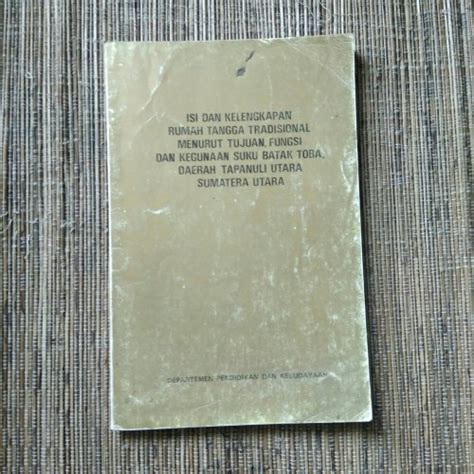 ISI DAN KELENGKAPAN
RUMAH TANGGA TRADISIONAL
MENURUT TUJUAN, FUNGSI
DAN KEGUNAAN SUKU BATAK TOBA,
DAERAH TAPANULI UTARA
SUMATERA UTARA
DEPARTEMEN PENDIDIKAN DAN KEBUDAYAAN